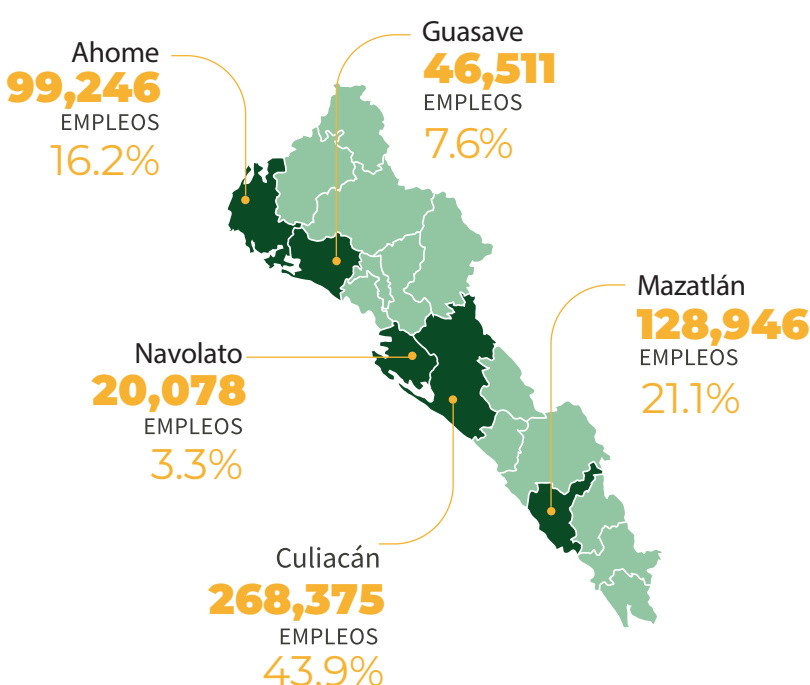 Ahome
99,246
EMPLEOS
16.2%
Guasave
46,511
EMPLEOS
7.6%
Mazatlán
128,946
EMPLEOS
21.1%
Navolato
20,078
EMPLEOS
3.3%
Culiacán
268,375
EMPLEOS
43.9%